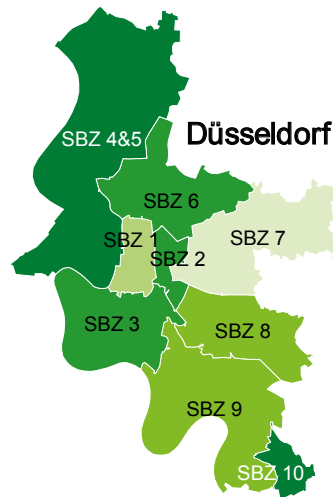 SBZ 4&5
Düsseldorf
SBZ 6
SBZ 1
SBZ 7
SBZ 2
SBZ 3
SBZ 8
SBZ 9
SBZ 10